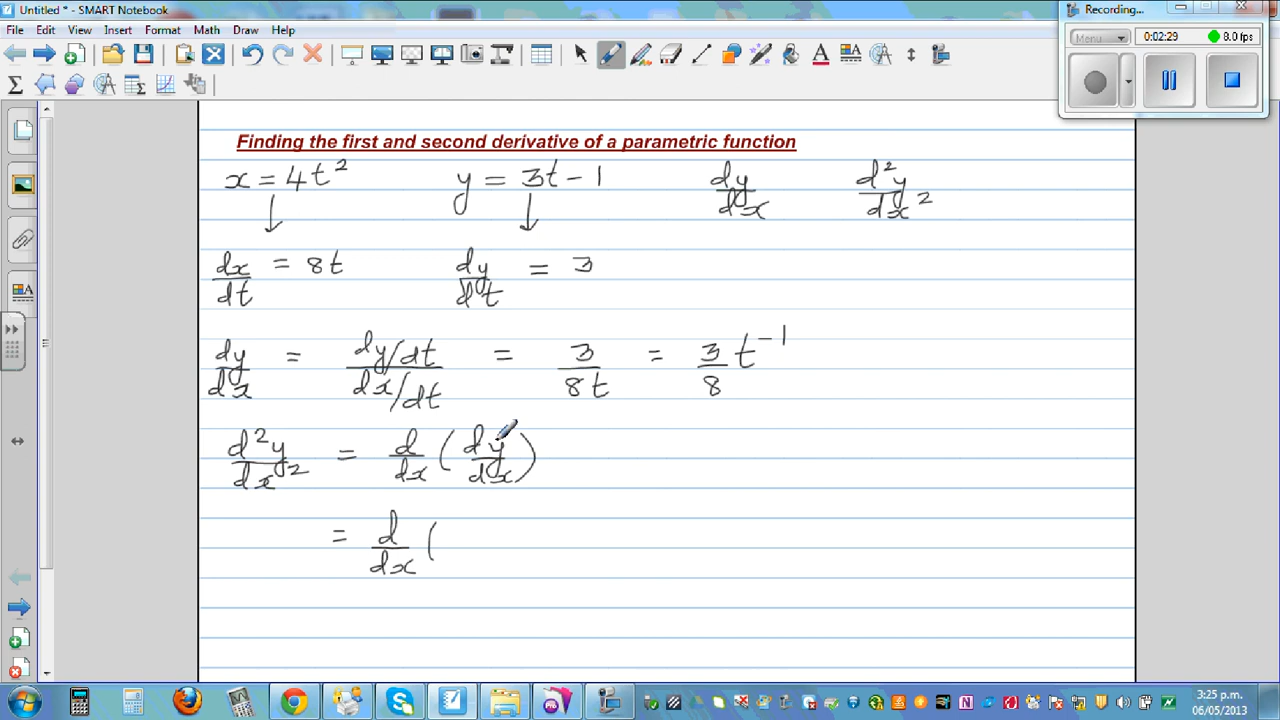 Untitled * - SMART Notebook
Recording...
File Edit View Insert Format Math Draw Help
Menu
0:02:29
8.0 fps
Finding the first and second derivative of a parametric function
x = 4t² y = 3t - 1 dy/dx d²y/dx²
↓ ↓
dx/dt = 8t dy/dt = 3
dy/dx = (dy/dt)/(dx/dt) = 3/8t = 3/8 t⁻¹
d²y/dx² = d/dx (dy/dx)
= d/dx (
3:25 p.m.
06/05/2013